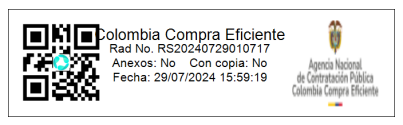 Colombia Compra Eficiente
Rad No. RS20240729010717
Anexos: No Con copia: No
Fecha: 29/07/2024 15:59:19
Agencia Nacional
de Contratación Pública
Colombia Compra Eficiente